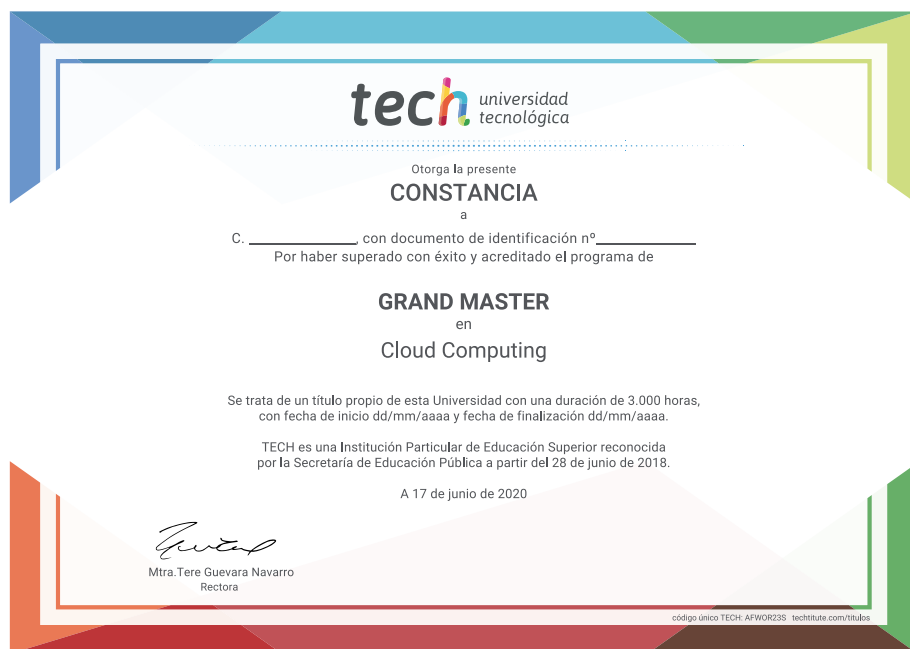 tech universidad
tecnológica
Otorga la presente
CONSTANCIA
a
C. ____________, con documento de identificación nº____________
Por haber superado con éxito y acreditado el programa de
GRAND MASTER
en
Cloud Computing
Se trata de un título propio de esta Universidad con una duración de 3.000 horas,
con fecha de inicio dd/mm/aaaa y fecha de finalización dd/mm/aaaa.
TECH es una Institución Particular de Educación Superior reconocida
por la Secretaría de Educación Pública a partir del 28 de junio de 2018.
A 17 de junio de 2020
Mtra.Tere Guevara Navarro
Rectora
código único TECH: AFWOR23S techtitute.com/titulos